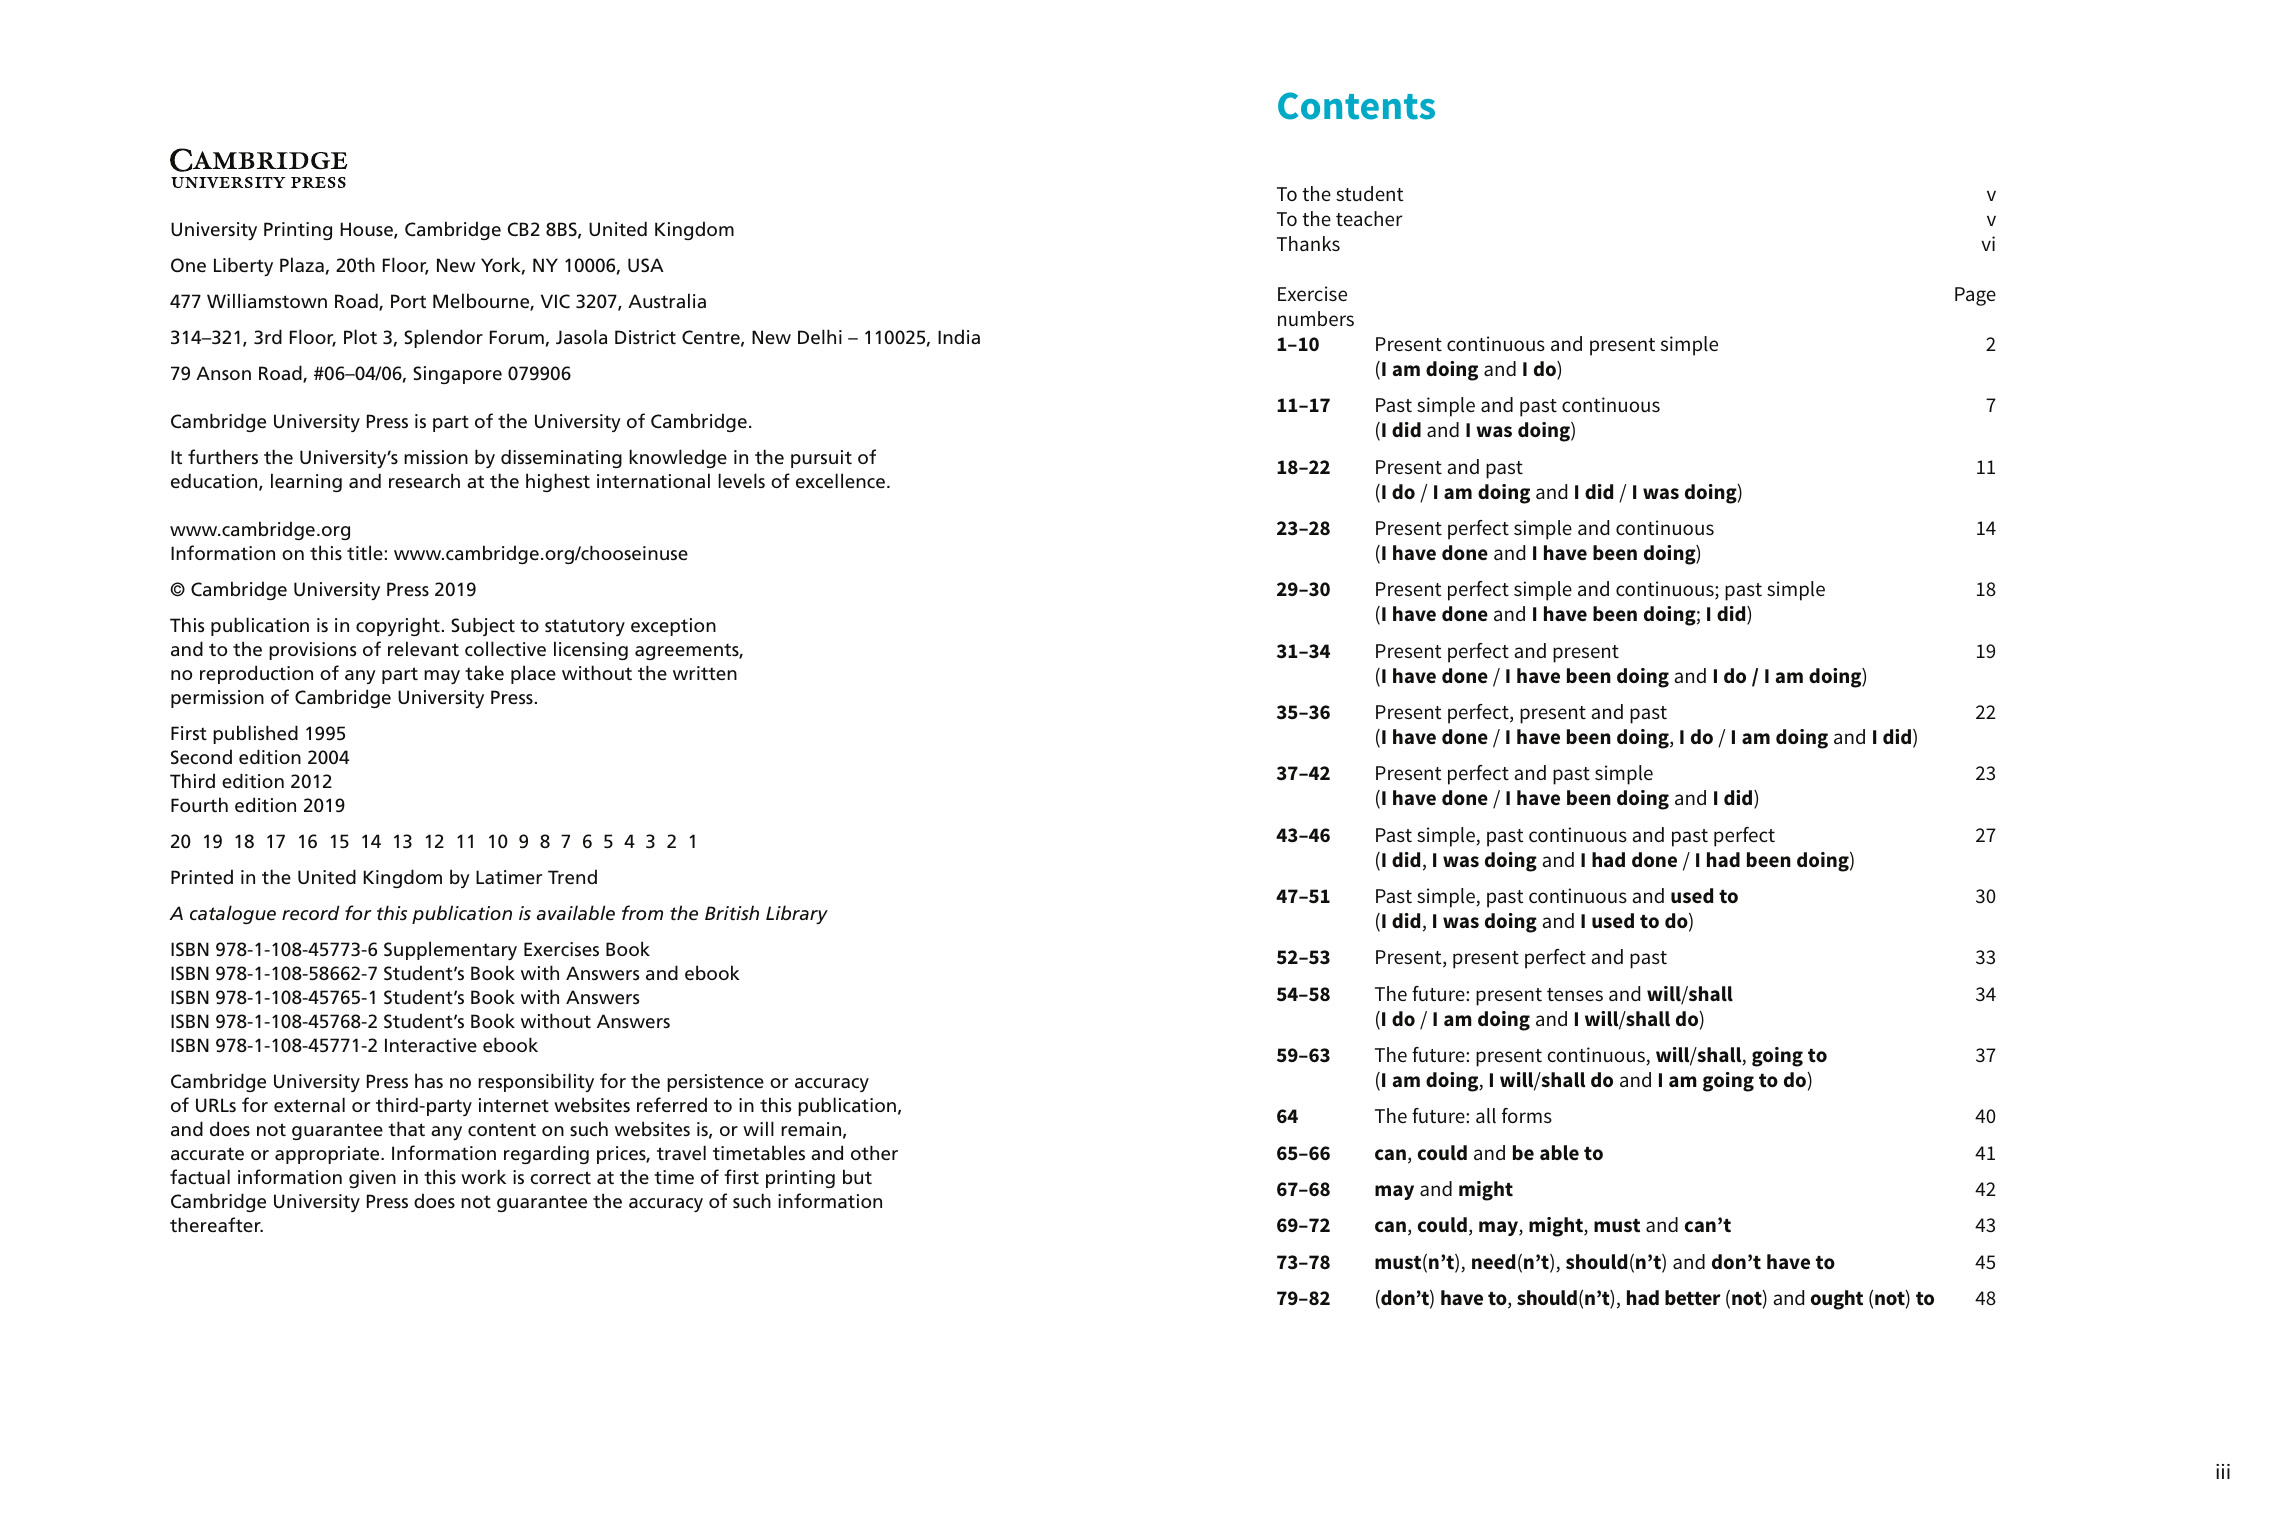 CAMBRIDGE
UNIVERSITY PRESS
University Printing House, Cambridge CB2 8BS, United Kingdom
One Liberty Plaza, 20th Floor, New York, NY 10006, USA
477 Williamstown Road, Port Melbourne, VIC 3207, Australia
314–321, 3rd Floor, Plot 3, Splendor Forum, Jasola District Centre, New Delhi – 110025, India
79 Anson Road, #06–04/06, Singapore 079906
Cambridge University Press is part of the University of Cambridge.
It furthers the University’s mission by disseminating knowledge in the pursuit of
education, learning and research at the highest international levels of excellence.
www.cambridge.org
Information on this title: www.cambridge.org/chooseinuse
© Cambridge University Press 2019
This publication is in copyright. Subject to statutory exception
and to the provisions of relevant collective licensing agreements,
no reproduction of any part may take place without the written
permission of Cambridge University Press.
First published 1995
Second edition 2004
Third edition 2012
Fourth edition 2019
20 19 18 17 16 15 14 13 12 11 10 9 8 7 6 5 4 3 2 1
Printed in the United Kingdom by Latimer Trend
A catalogue record for this publication is available from the British Library
ISBN 978-1-108-45773-6 Supplementary Exercises Book
ISBN 978-1-108-58662-7 Student’s Book with Answers and ebook
ISBN 978-1-108-45765-1 Student’s Book with Answers
ISBN 978-1-108-45768-2 Student’s Book without Answers
ISBN 978-1-108-45771-2 Interactive ebook
Cambridge University Press has no responsibility for the persistence or accuracy
of URLs for external or third-party internet websites referred to in this publication,
and does not guarantee that any content on such websites is, or will remain,
accurate or appropriate. Information regarding prices, travel timetables and other
factual information given in this work is correct at the time of first printing but
Cambridge University Press does not guarantee the accuracy of such information
thereafter.
Contents
To the student v
To the teacher v
Thanks vi
Exercise Page
numbers
1–10 Present continuous and present simple 2
(I am doing and I do)
11–17 Past simple and past continuous 7
(I did and I was doing)
18–22 Present and past 11
(I do / I am doing and I did / I was doing)
23–28 Present perfect simple and continuous 14
(I have done and I have been doing)
29–30 Present perfect simple and continuous; past simple 18
(I have done and I have been doing; I did)
31–34 Present perfect and present 19
(I have done / I have been doing and I do / I am doing)
35–36 Present perfect, present and past 22
(I have done / I have been doing, I do / I am doing and I did)
37–42 Present perfect and past simple 23
(I have done / I have been doing and I did)
43–46 Past simple, past continuous and past perfect 27
(I did, I was doing and I had done / I had been doing)
47–51 Past simple, past continuous and used to 30
(I did, I was doing and I used to do)
52–53 Present, present perfect and past 33
54–58 The future: present tenses and will/shall 34
(I do / I am doing and I will/shall do)
59–63 The future: present continuous, will/shall, going to 37
(I am doing, I will/shall do and I am going to do)
64 The future: all forms 40
65–66 can, could and be able to 41
67–68 may and might 42
69–72 can, could, may, might, must and can’t 43
73–78 must(n’t), need(n’t), should(n’t) and don’t have to 45
79–82 (don’t) have to, should(n’t), had better (not) and ought (not) to 48
iii